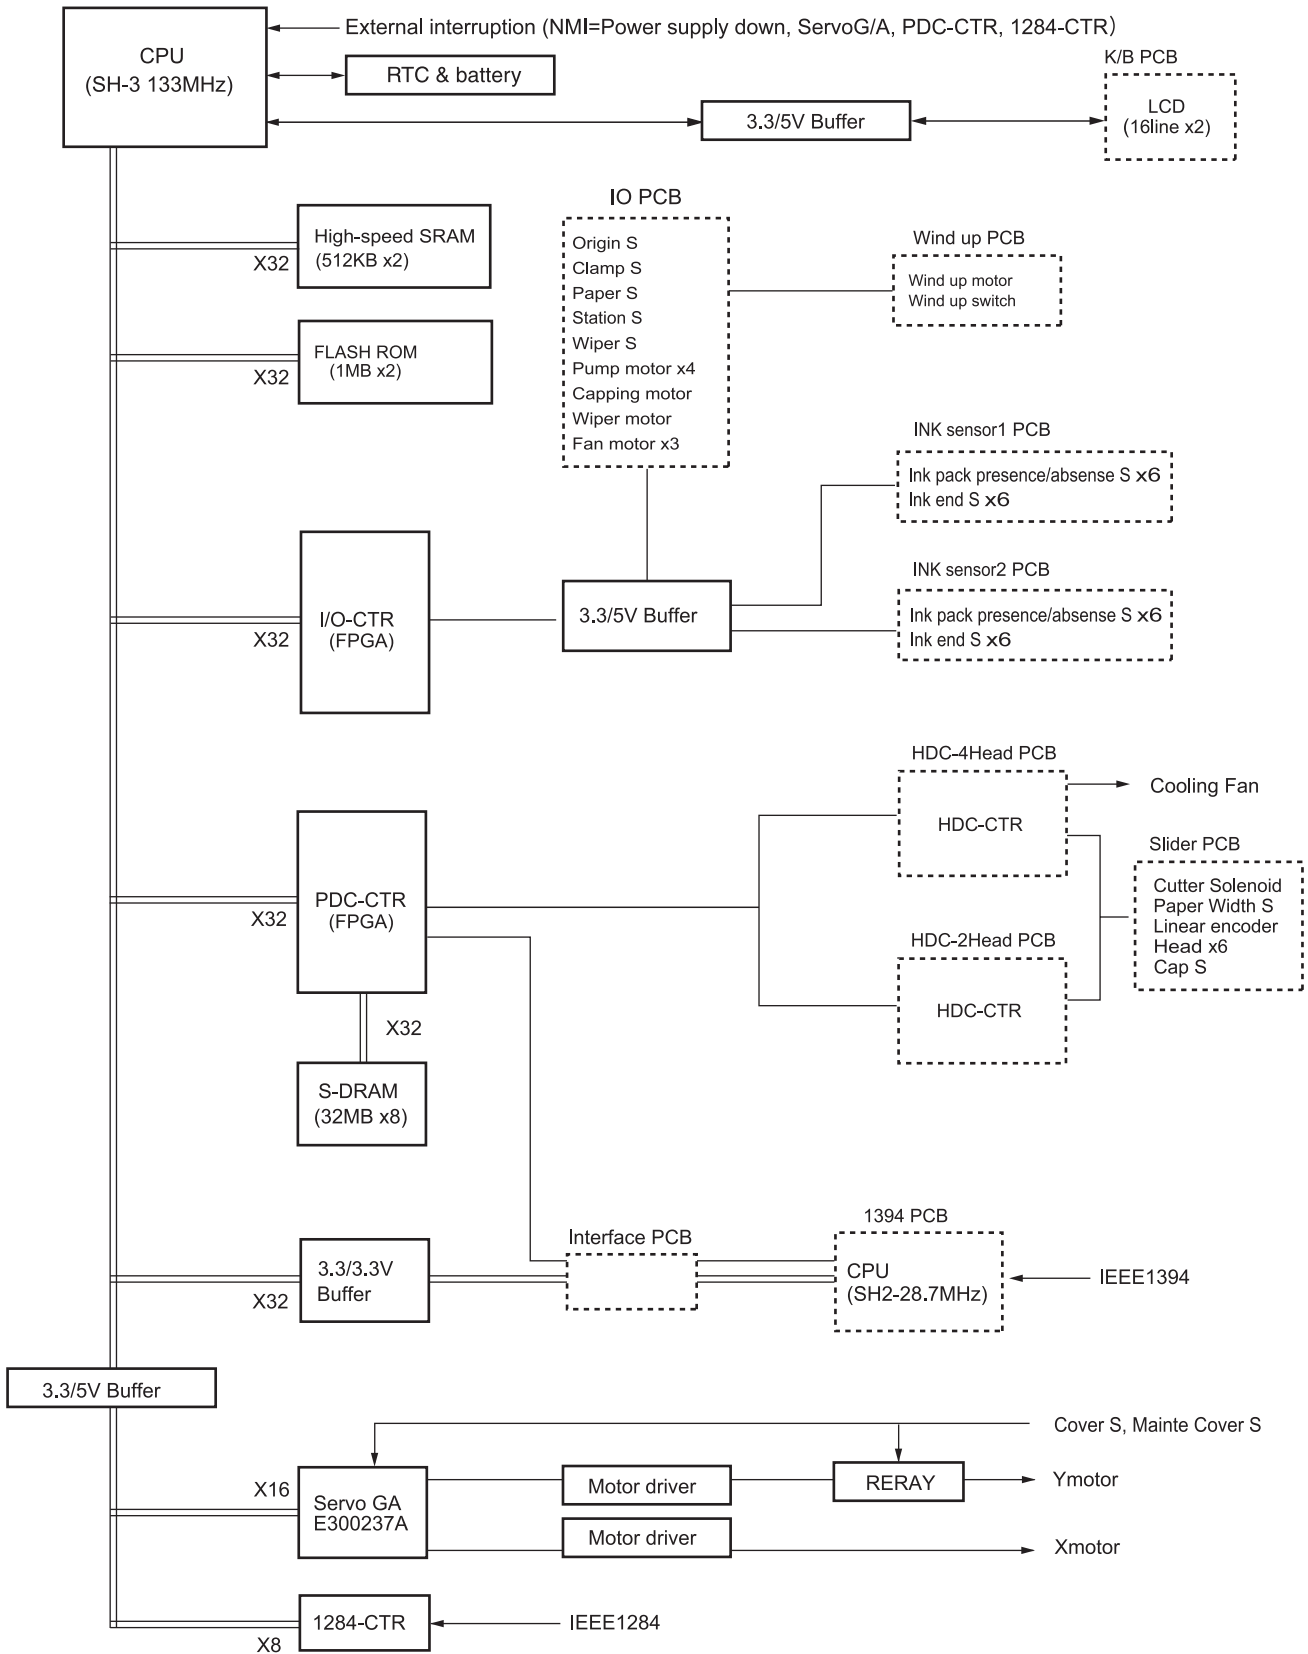 External interruption (NMI=Power supply down, ServoG/A, PDC-CTR, 1284-CTR)
CPU
(SH-3 133MHz)
RTC & battery
K/B PCB
3.3/5V Buffer
LCD
(16line x2)
IO PCB
High-speed SRAM
(512KB x2)
X32
Origin S
Clamp S
Paper S
Station S
Wiper S
Pump motor x4
Capping motor
Wiper motor
Fan motor x3
Wind up PCB
Wind up motor
Wind up switch
FLASH ROM
(1MB x2)
X32
INK sensor1 PCB
Ink pack presence/absense S x6
Ink end S x6
INK sensor2 PCB
Ink pack presence/absense S x6
Ink end S x6
I/O-CTR
(FPGA)
X32
3.3/5V Buffer
HDC-4Head PCB
HDC-CTR
Cooling Fan
Slider PCB
Cutter Solenoid
Paper Width S
Linear encoder
Head x6
Cap S
PDC-CTR
(FPGA)
X32
HDC-2Head PCB
HDC-CTR
X32
S-DRAM
(32MB x8)
1394 PCB
Interface PCB
3.3/3.3V
Buffer
X32
CPU
(SH2-28.7MHz)
IEEE1394
3.3/5V Buffer
Cover S, Mainte Cover S
X16
Servo GA
E300237A
Motor driver
RERAY
Ymotor
Motor driver
Xmotor
1284-CTR
IEEE1284
X8